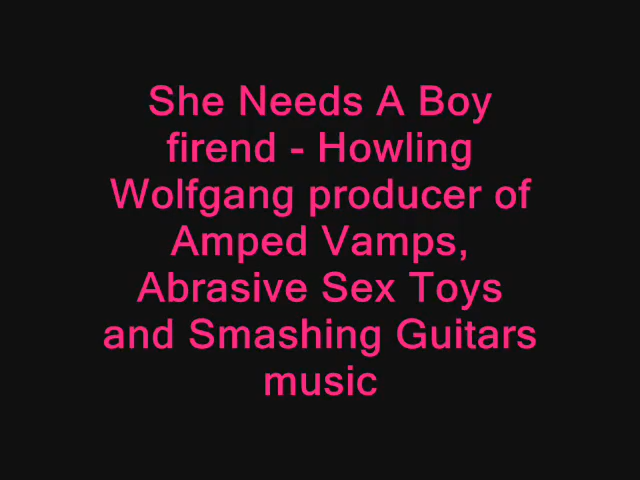 She Needs A Boy
firend - Howling
Wolfgang producer of
Amped Vamps,
Abrasive Sex Toys
and Smashing Guitars
music